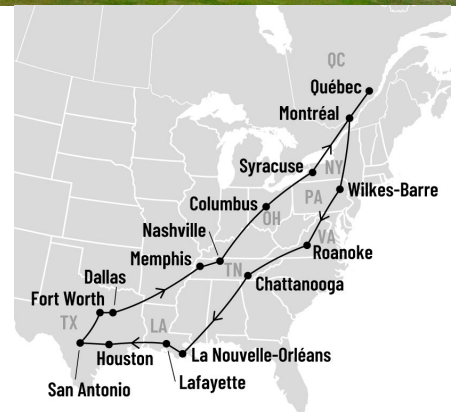 QC
Québec
Montréal
Syracuse
NY
Wilkes-Barre
PA
Columbus
OH
Nashville
VA
Roanoke
Memphis
TN
Chattanooga
Dallas
Fort Worth
TX
LA
Houston
La Nouvelle-Orléans
San Antonio
Lafayette